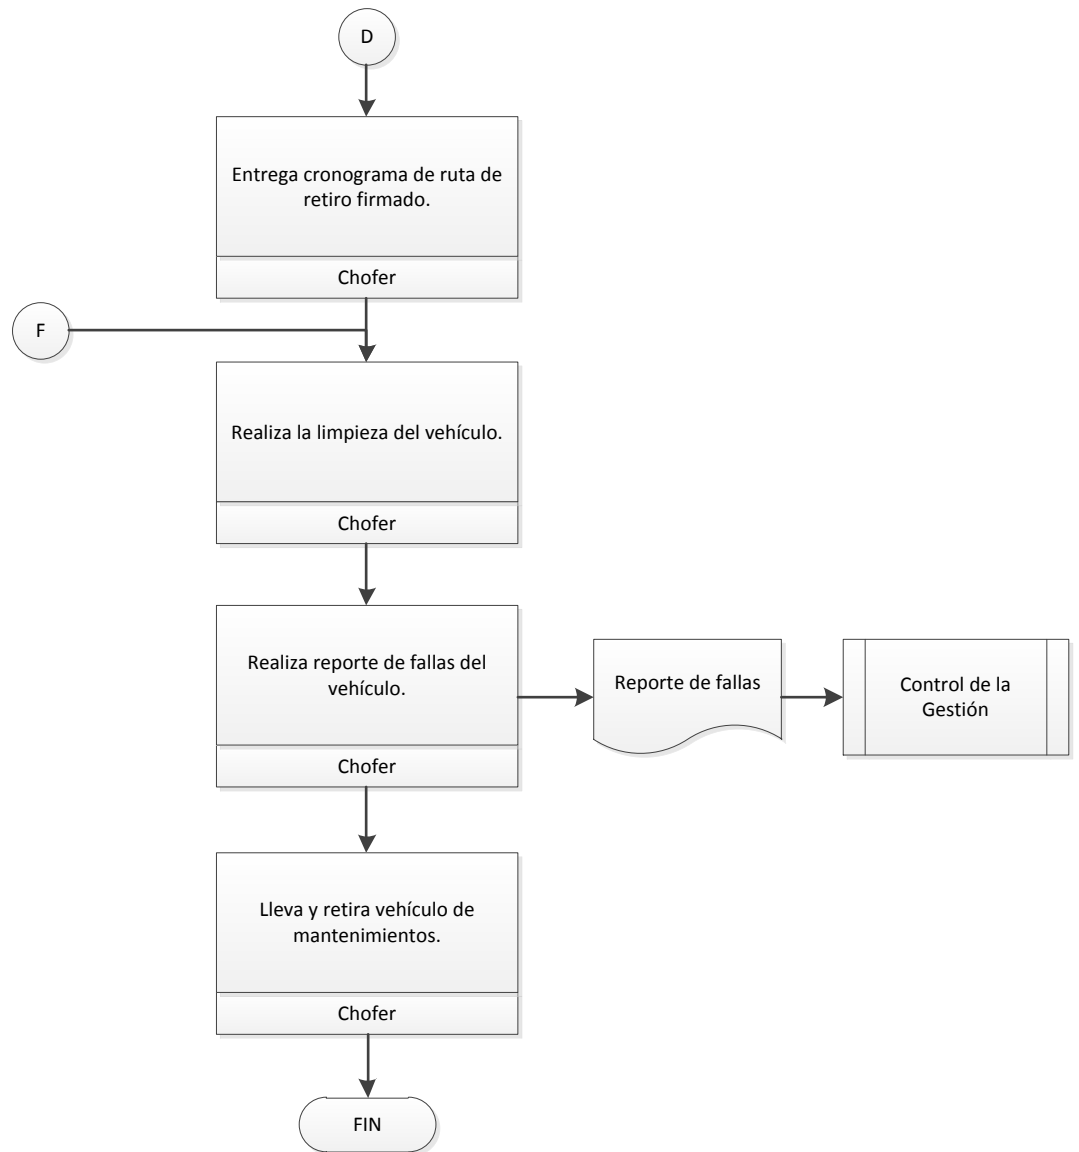 D
Entrega cronograma de ruta de
retiro firmado.
Chofer
F
Realiza la limpieza del vehículo.
Chofer
Realiza reporte de fallas del
vehículo.
Chofer
Reporte de fallas
Control de la
Gestión
Lleva y retira vehículo de
mantenimientos.
Chofer
FIN